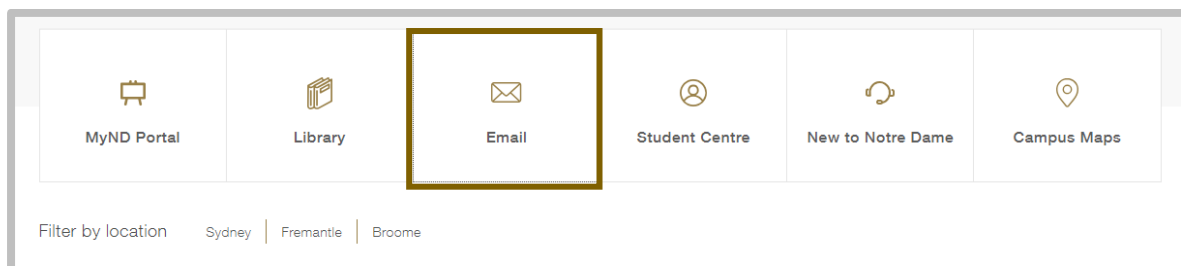 MyND Portal
Library
Email
Student Centre
New to Notre Dame
Campus Maps
Filter by location Sydney Fremantle Broome